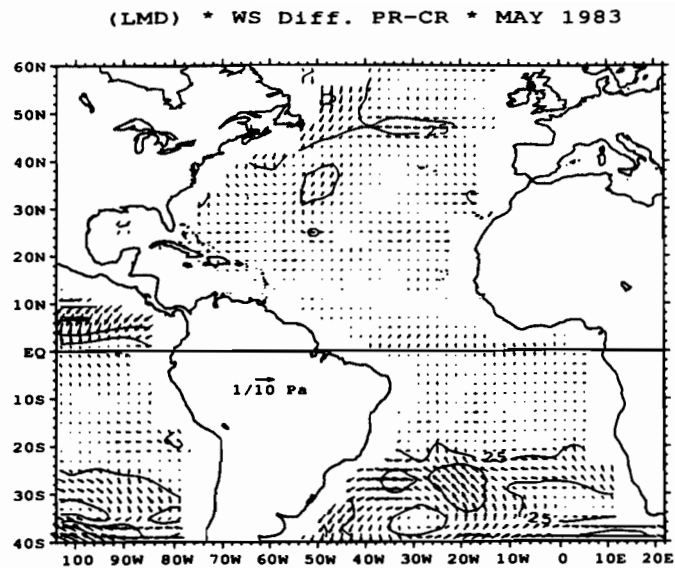 (LMD) * WS Diff. PR-CR * MAY 1983
60N
50N
25
40N
30N
20N
10N
EQ
1/10 Pa
10S
20S
25
30S
25
40S
100 90W 80W 70W 60W 50W 40W 30W 20W 10W 0 10E 20E